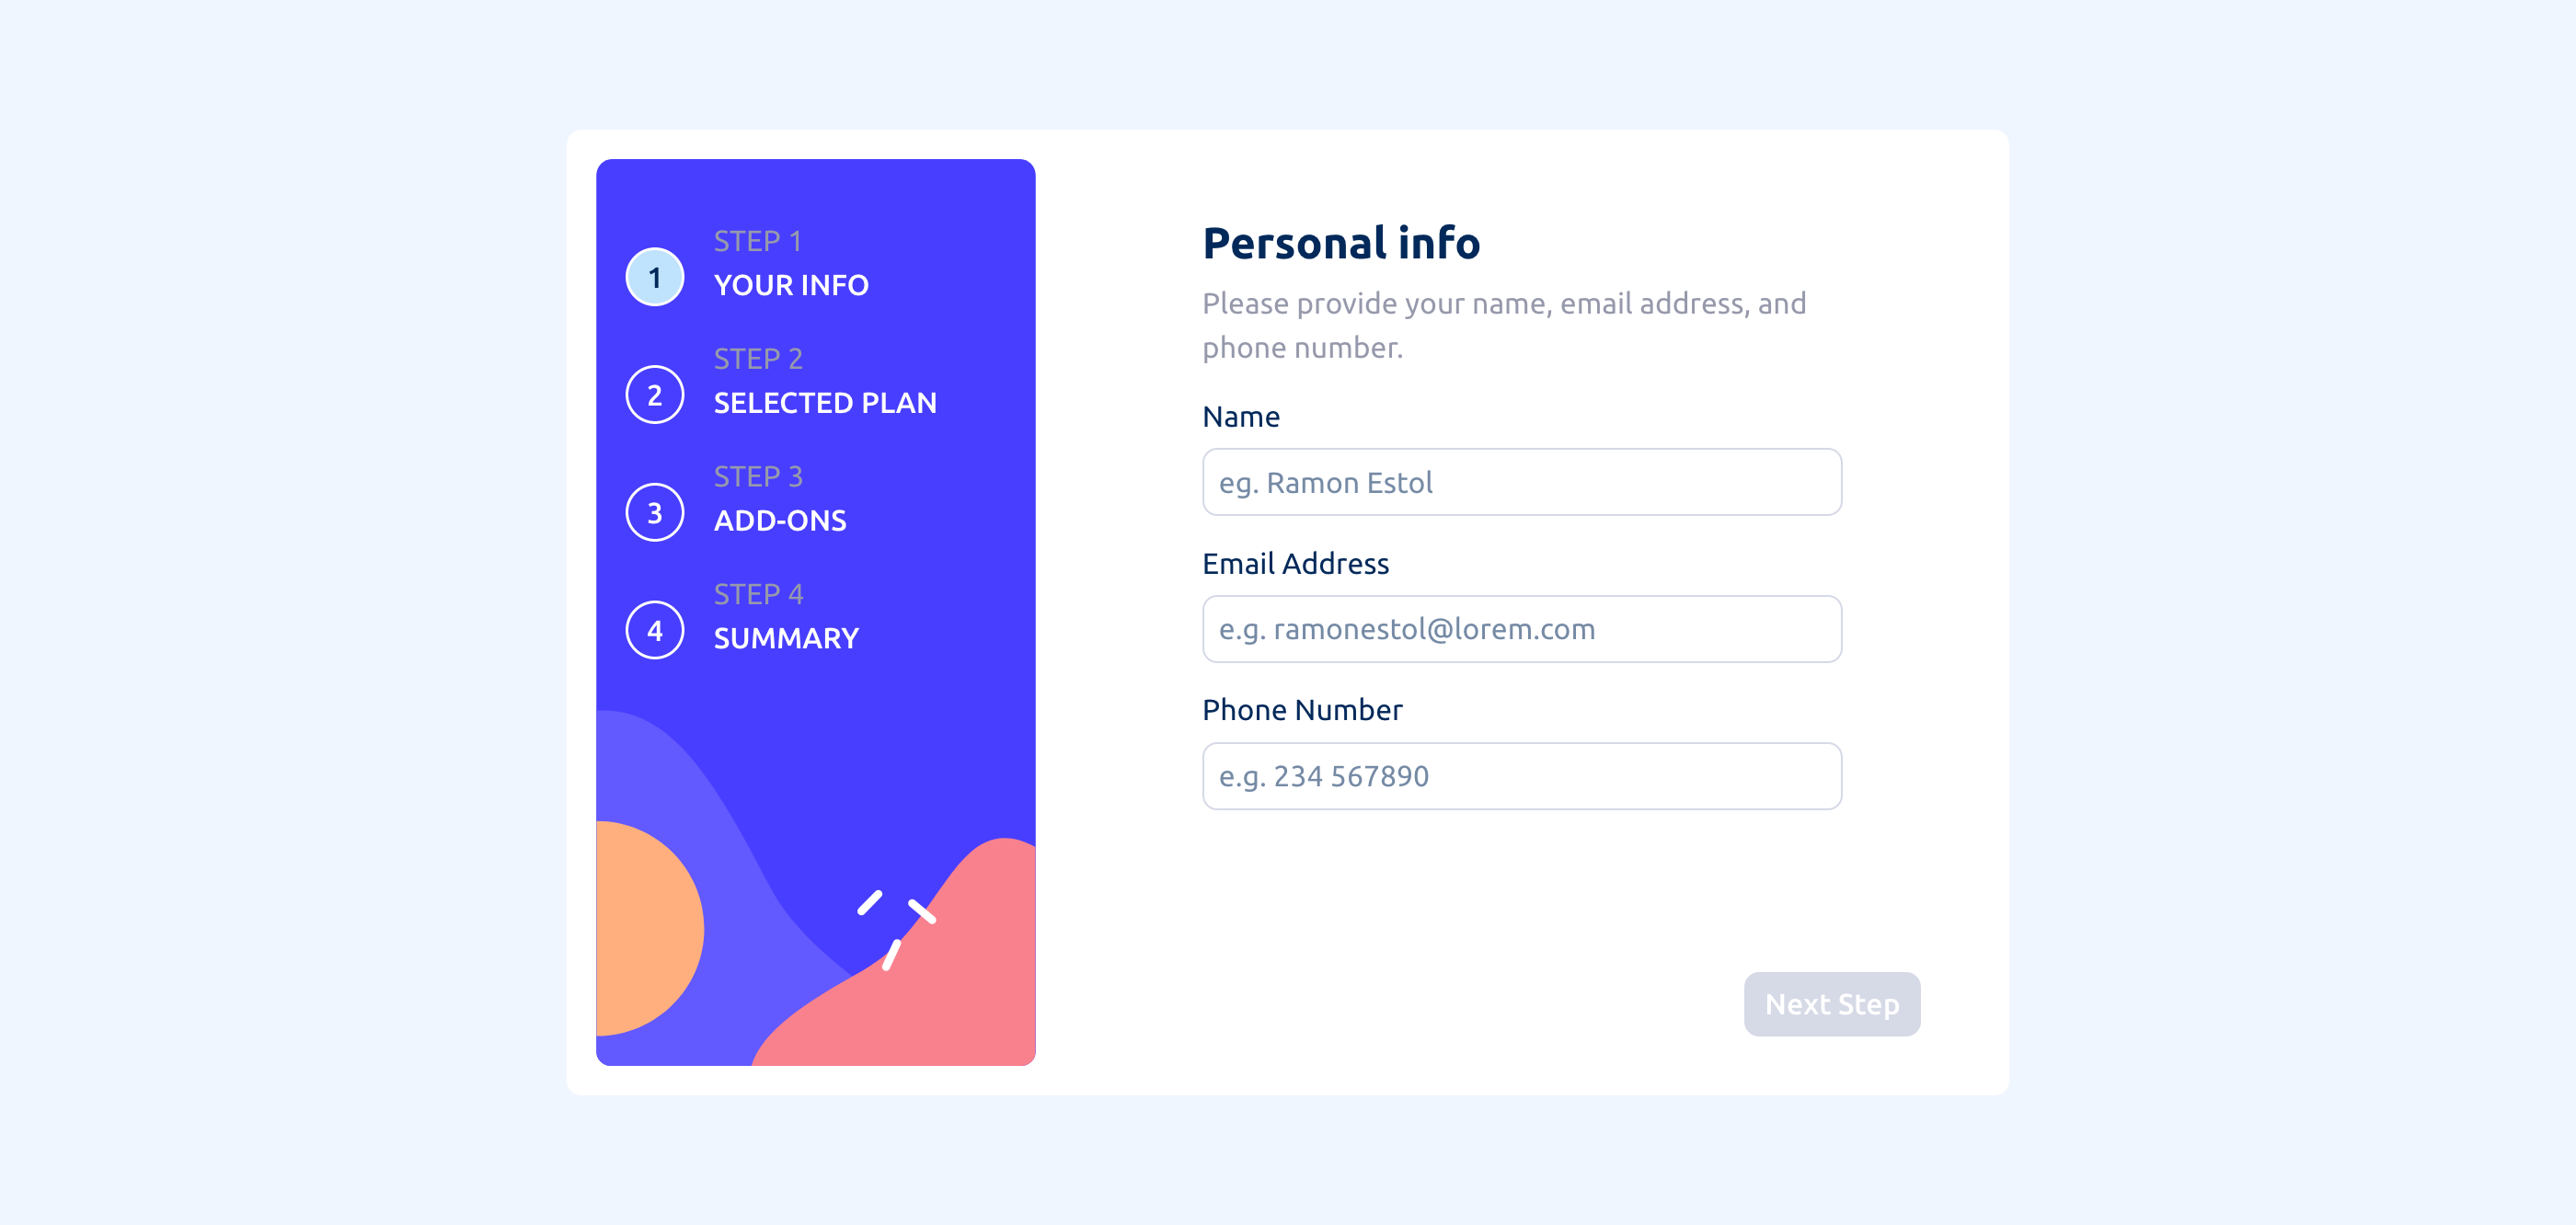 STEP 1
1
YOUR INFO
STEP 2
2
SELECTED PLAN
STEP 3
3
ADD-ONS
STEP 4
4
SUMMARY
Personal info
Please provide your name, email address, and
phone number.
Name
eg. Ramon Estol
Email Address
e.g. ramonestol@lorem.com
Phone Number
e.g. 234 567890
Next Step